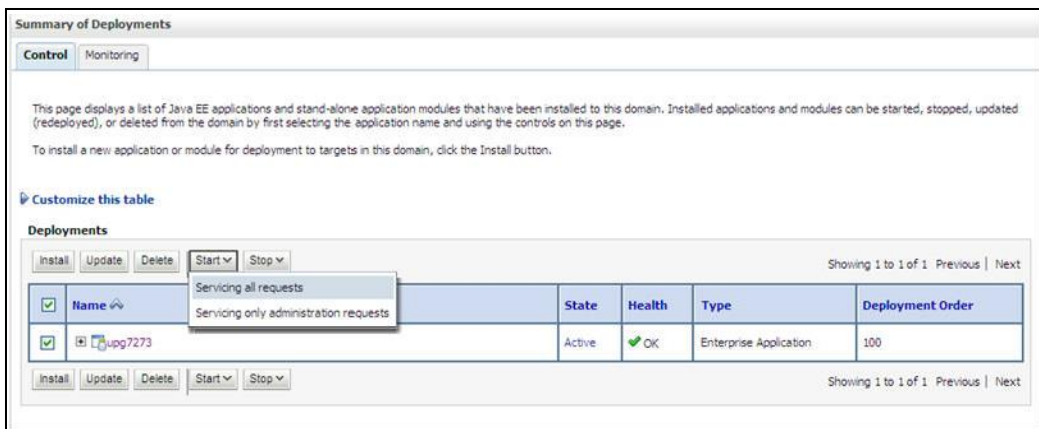 Summary of Deployments
Control Monitoring
This page displays a list of Java EE applications and stand-alone application modules that have been installed to this domain. Installed applications and modules can be started, stopped, updated
(redeployed), or deleted from the domain by first selecting the application name and using the controls on this page.
To install a new application or module for deployment to targets in this domain, click the Install button.
Customize this table
Deployments
Install Update Delete Start Stop Showing 1 to 1 of 1 Previous | Next
Servicing all requests
Servicing only administration requests
Name State Health Type Deployment Order
upg7273 Active OK Enterprise Application 100
Install Update Delete Start Stop Showing 1 to 1 of 1 Previous | Next